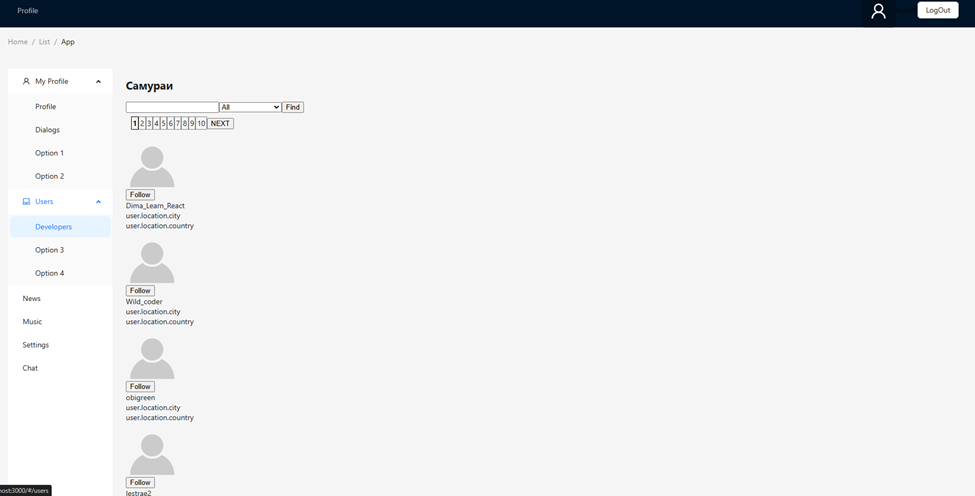 Profile
LogOut
Home / List / App
My Profile
Profile
Dialogs
Option 1
Option 2
Users
Developers
Option 3
Option 4
News
Music
Settings
Chat
Самураи
All
Find
1 2 3 4 5 6 7 8 9 10 NEXT
Follow
Dima_Learn_React
user.location.city
user.location.country
Follow
Wild_coder
user.location.city
user.location.country
Follow
obigreen
user.location.city
user.location.country
Follow
lestrae2
host:3000/#/users